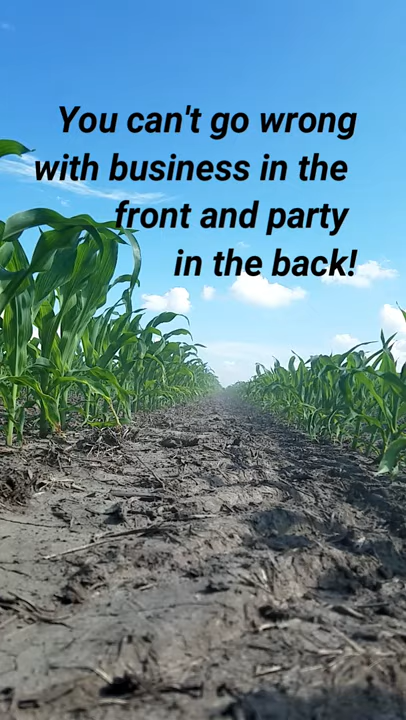 You can't go wrong
with business in the
front and party
in the back!